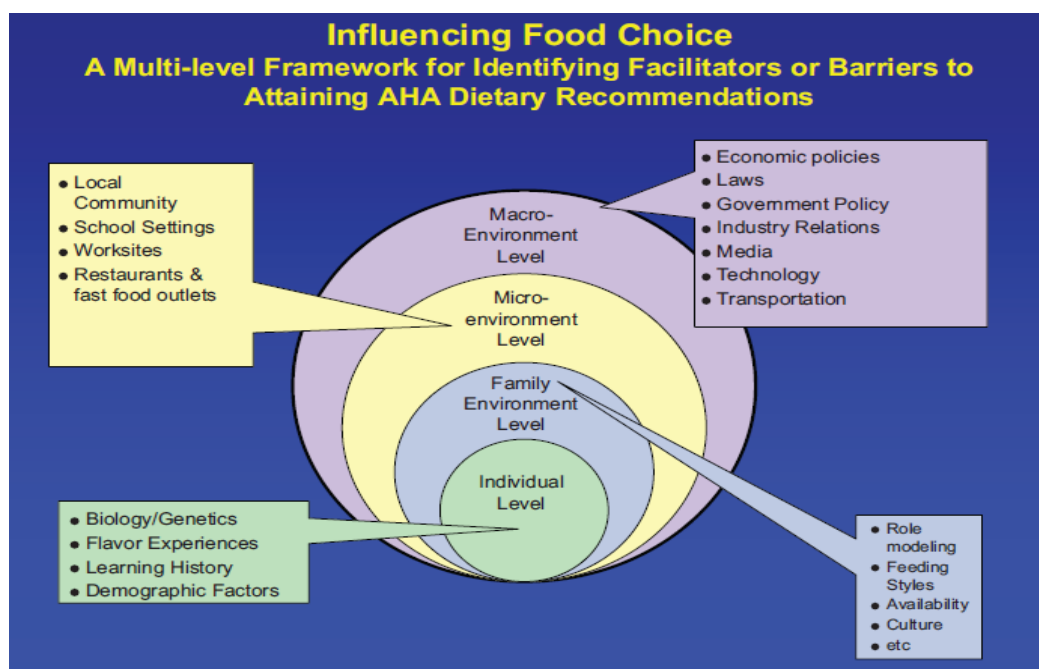 Influencing Food Choice
A Multi-level Framework for Identifying Facilitators or Barriers to
Attaining AHA Dietary Recommendations
• Local
Community
• School Settings
• Worksites
• Restaurants &
fast food outlets
• Economic policies
• Laws
• Government Policy
• Industry Relations
• Media
• Technology
• Transportation
Macro-
Environment
Level
Micro-
environment
Level
Family
Environment
Level
Individual
Level
• Biology/Genetics
• Flavor Experiences
• Learning History
• Demographic Factors
• Role
modeling
• Feeding
Styles
• Availability
• Culture
• etc